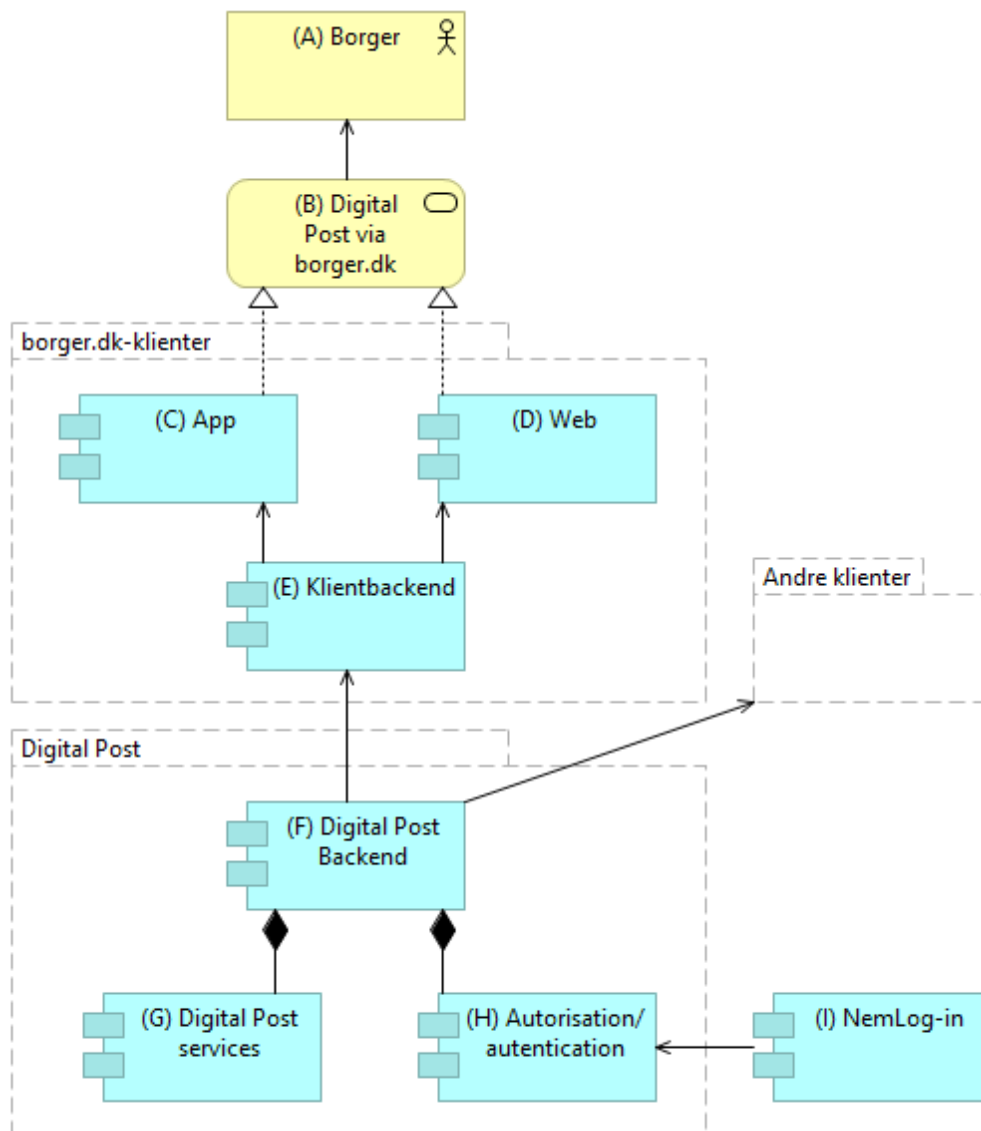 (A) Borger
(B) Digital
Post via
borger.dk
borger.dk-klienter
(C) App
(D) Web
(E) Klientbackend
Andre klienter
Digital Post
(F) Digital Post
Backend
(G) Digital Post
services
(H) Autorisation/
autentication
(I) NemLog-in